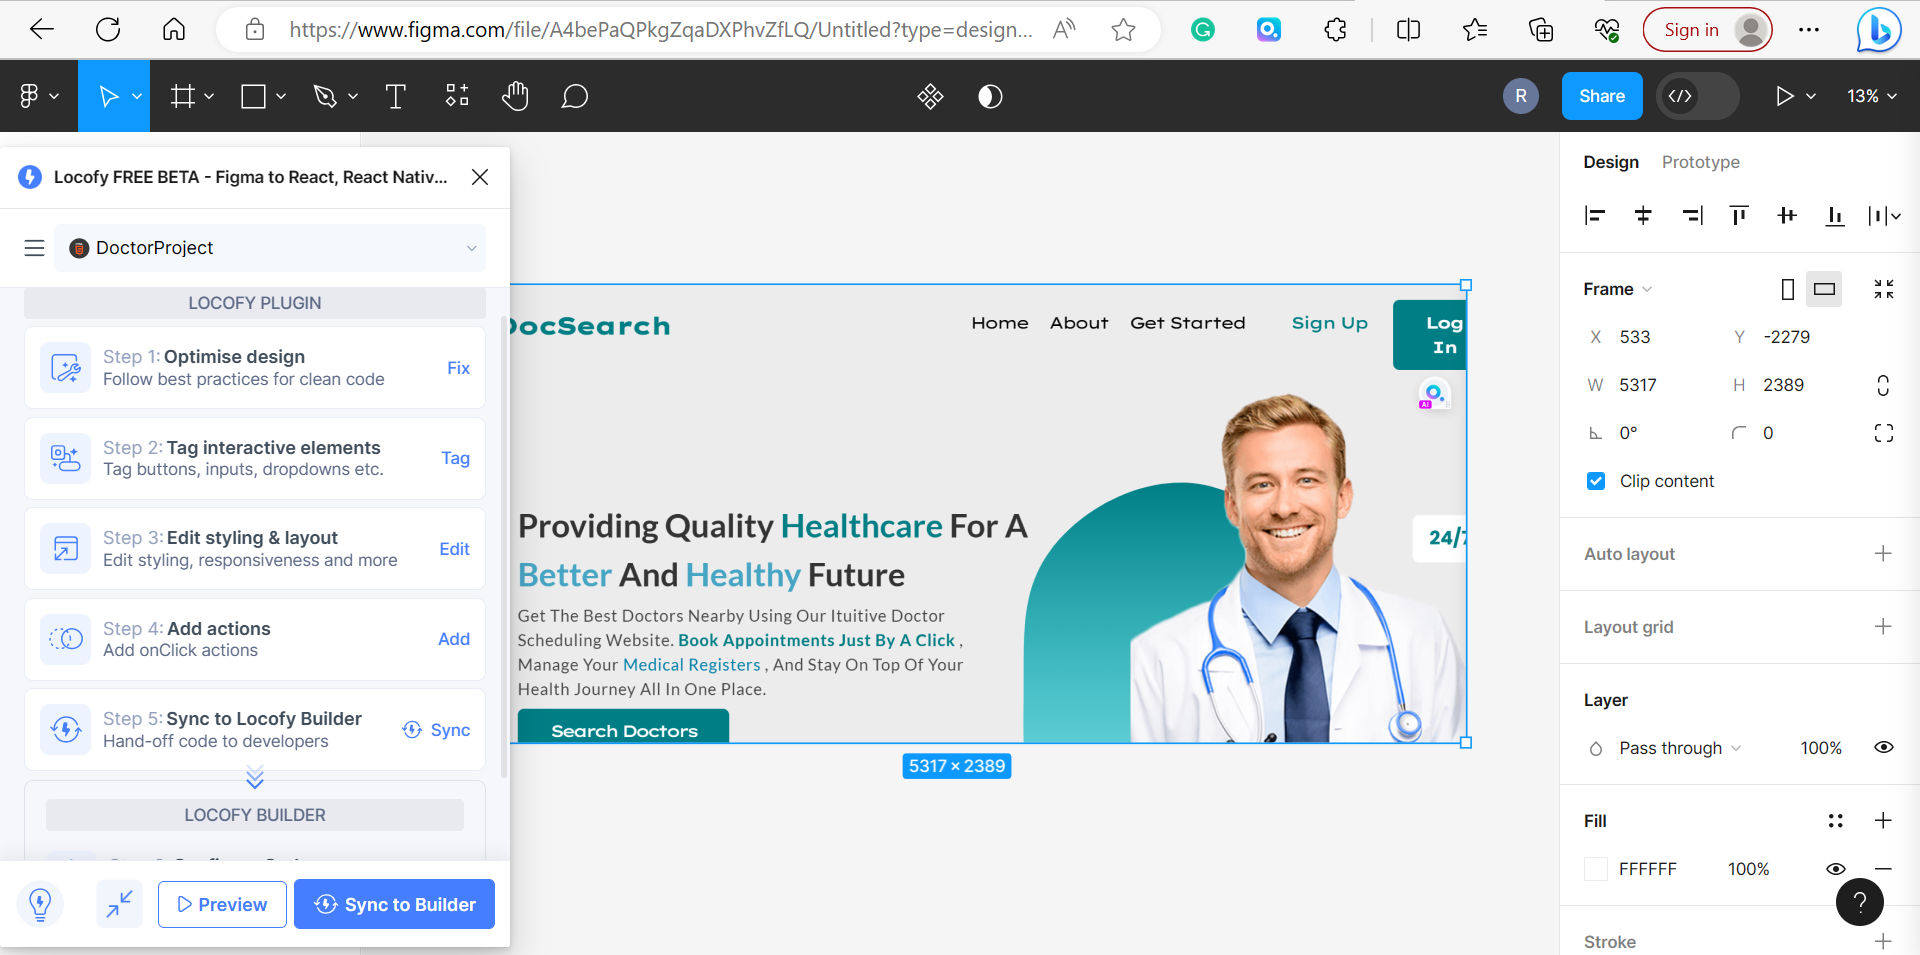 https://www.figma.com/file/A4bePaQPkgZqaDXPhvZfLQ/Untitled?type=design...
Sign in
R
Share
13%
Locofy FREE BETA - Figma to React, React Nativ...
DoctorProject
LOCOFY PLUGIN
Step 1: Optimise design
Follow best practices for clean code
Fix
Step 2: Tag interactive elements
Tag buttons, inputs, dropdowns etc.
Tag
Step 3: Edit styling & layout
Edit styling, responsiveness and more
Edit
Step 4: Add actions
Add onClick actions
Add
Step 5: Sync to Locofy Builder
Hand-off code to developers
Sync
LOCOFY BUILDER
Preview
Sync to Builder
DocSearch
Home
About
Get Started
Sign Up
Log
In
AI
Providing Quality Healthcare For A
Better And Healthy Future
Get The Best Doctors Nearby Using Our Ituitive Doctor
Scheduling Website. Book Appointments Just By A Click ,
Manage Your Medical Registers , And Stay On Top Of Your
Health Journey All In One Place.
Search Doctors
24/7
5317 × 2389
Design
Prototype
Frame
X 533
Y -2279
W 5317
H 2389
0°
0
Clip content
Auto layout
Layout grid
Layer
Pass through
100%
Fill
FFFFFF
100%
?
Stroke